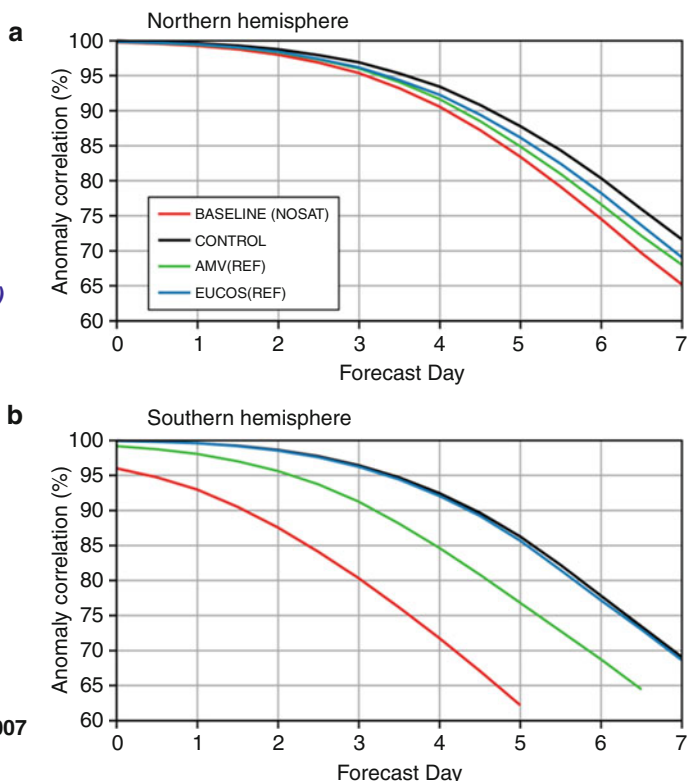 a
Northern hemisphere
Anomaly correlation (%)
100
95
90
85
80
75
70
65
60
BASELINE (NOSAT)
CONTROL
AMV(REF)
EUCOS(REF)
0 1 2 3 4 5 6 7
Forecast Day
)
b
Southern hemisphere
Anomaly correlation (%)
100
95
90
85
80
75
70
65
60
0 1 2 3 4 5 6 7
Forecast Day
007